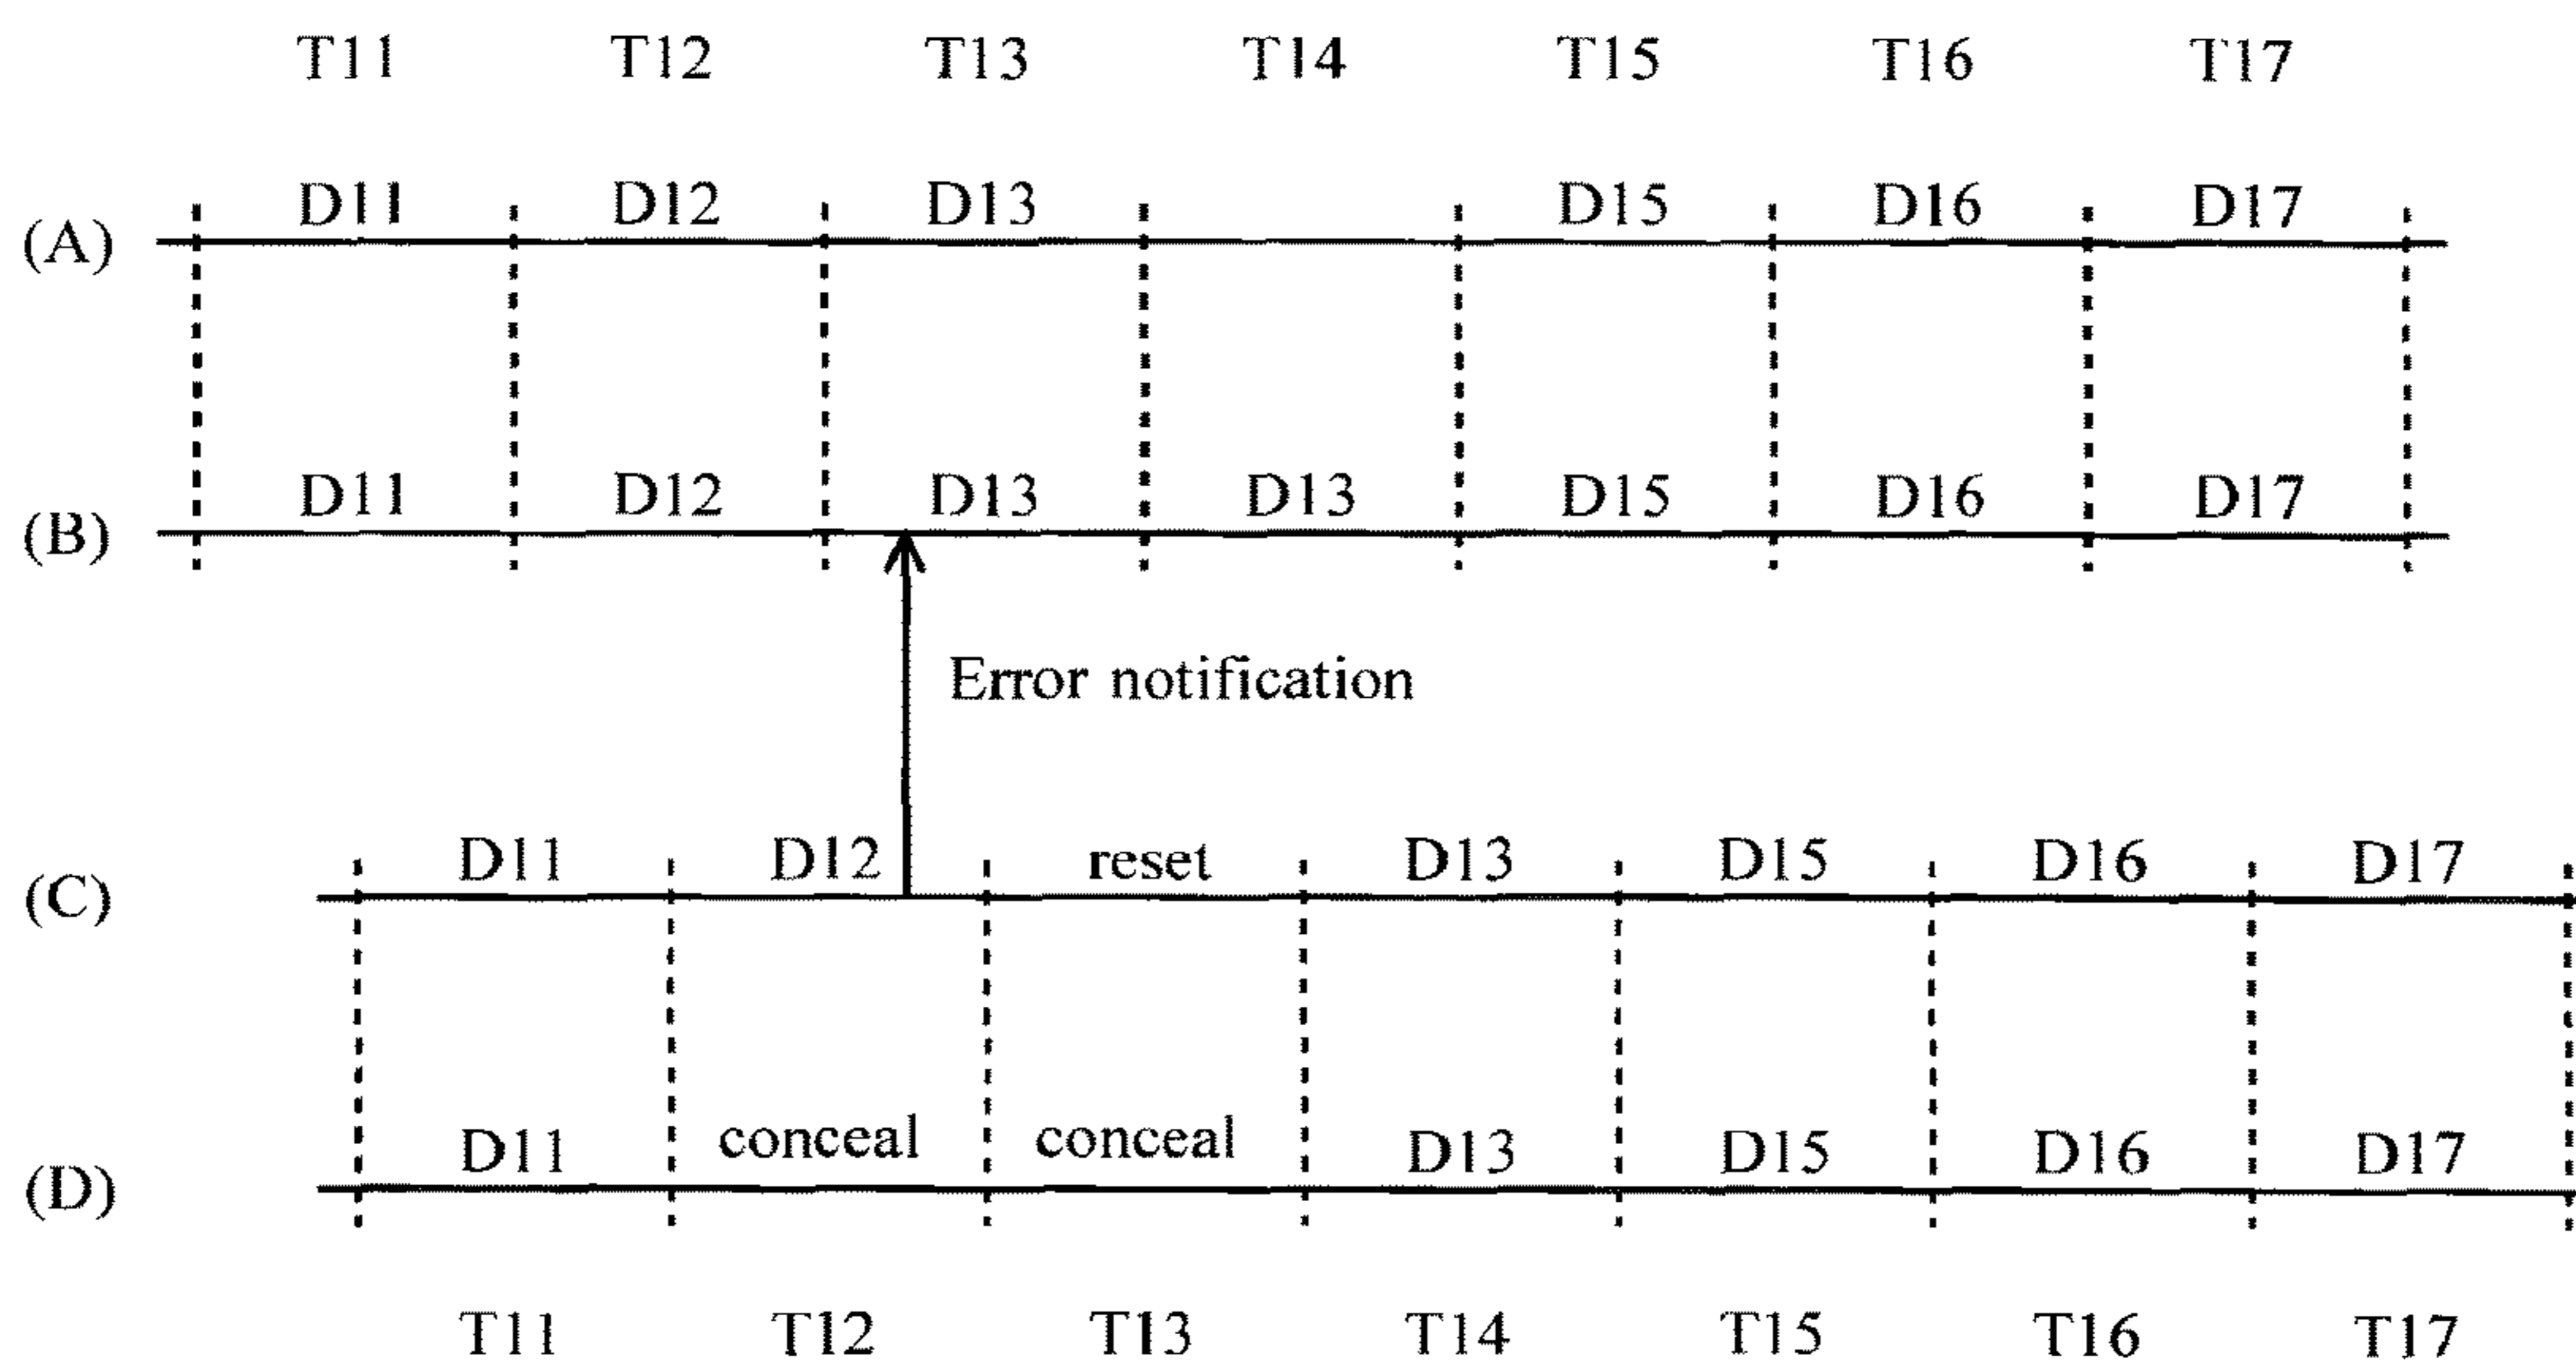 T11 T12 T13 T14 T15 T16 T17
D11 D12 D13 D15 D16 D17
(A)
D11 D12 D13 D13 D15 D16 D17
(B)
Error notification
D11 D12 reset D13 D15 D16 D17
(C)
D11 conceal conceal D13 D15 D16 D17
(D)
T11 T12 T13 T14 T15 T16 T17